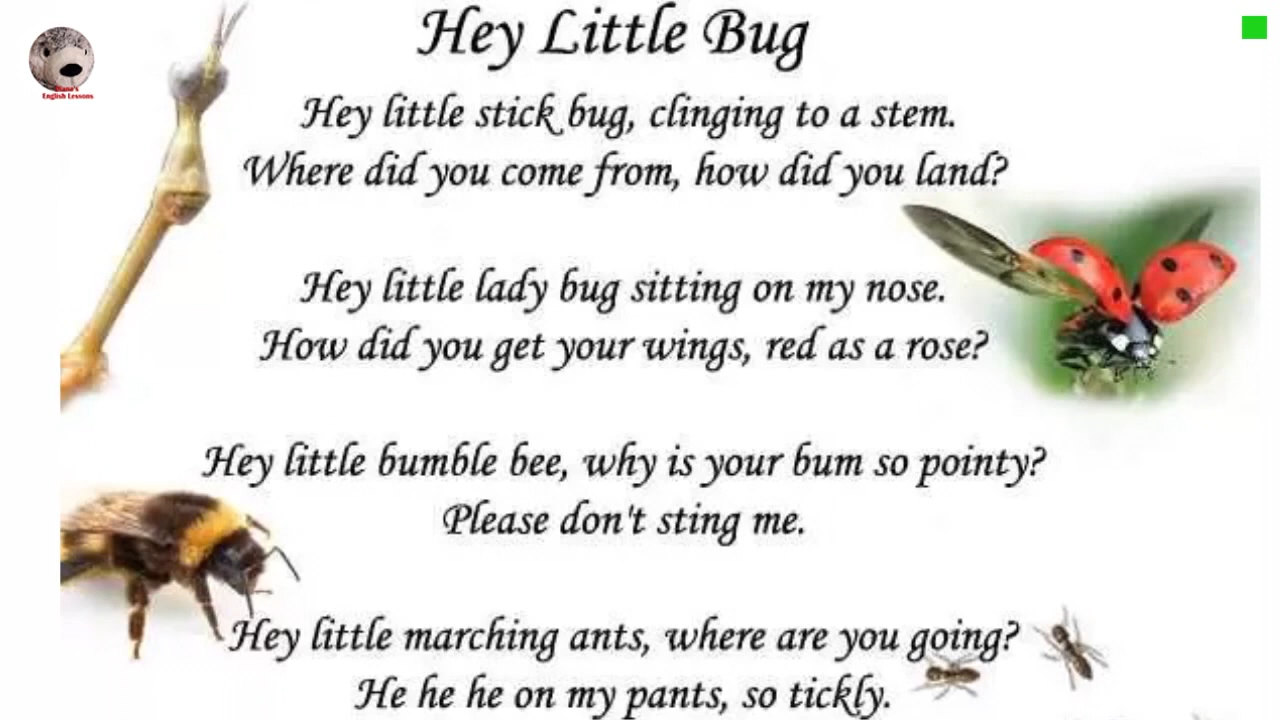 Diana's
English Lessons
Hey Little Bug
Hey little stick bug, clinging to a stem.
Where did you come from, how did you land?
Hey little lady bug sitting on my nose.
How did you get your wings, red as a rose?
Hey little bumble bee, why is your bum so pointy?
Please don't sting me.
Hey little marching ants, where are you going?
He he he on my pants, so tickly.